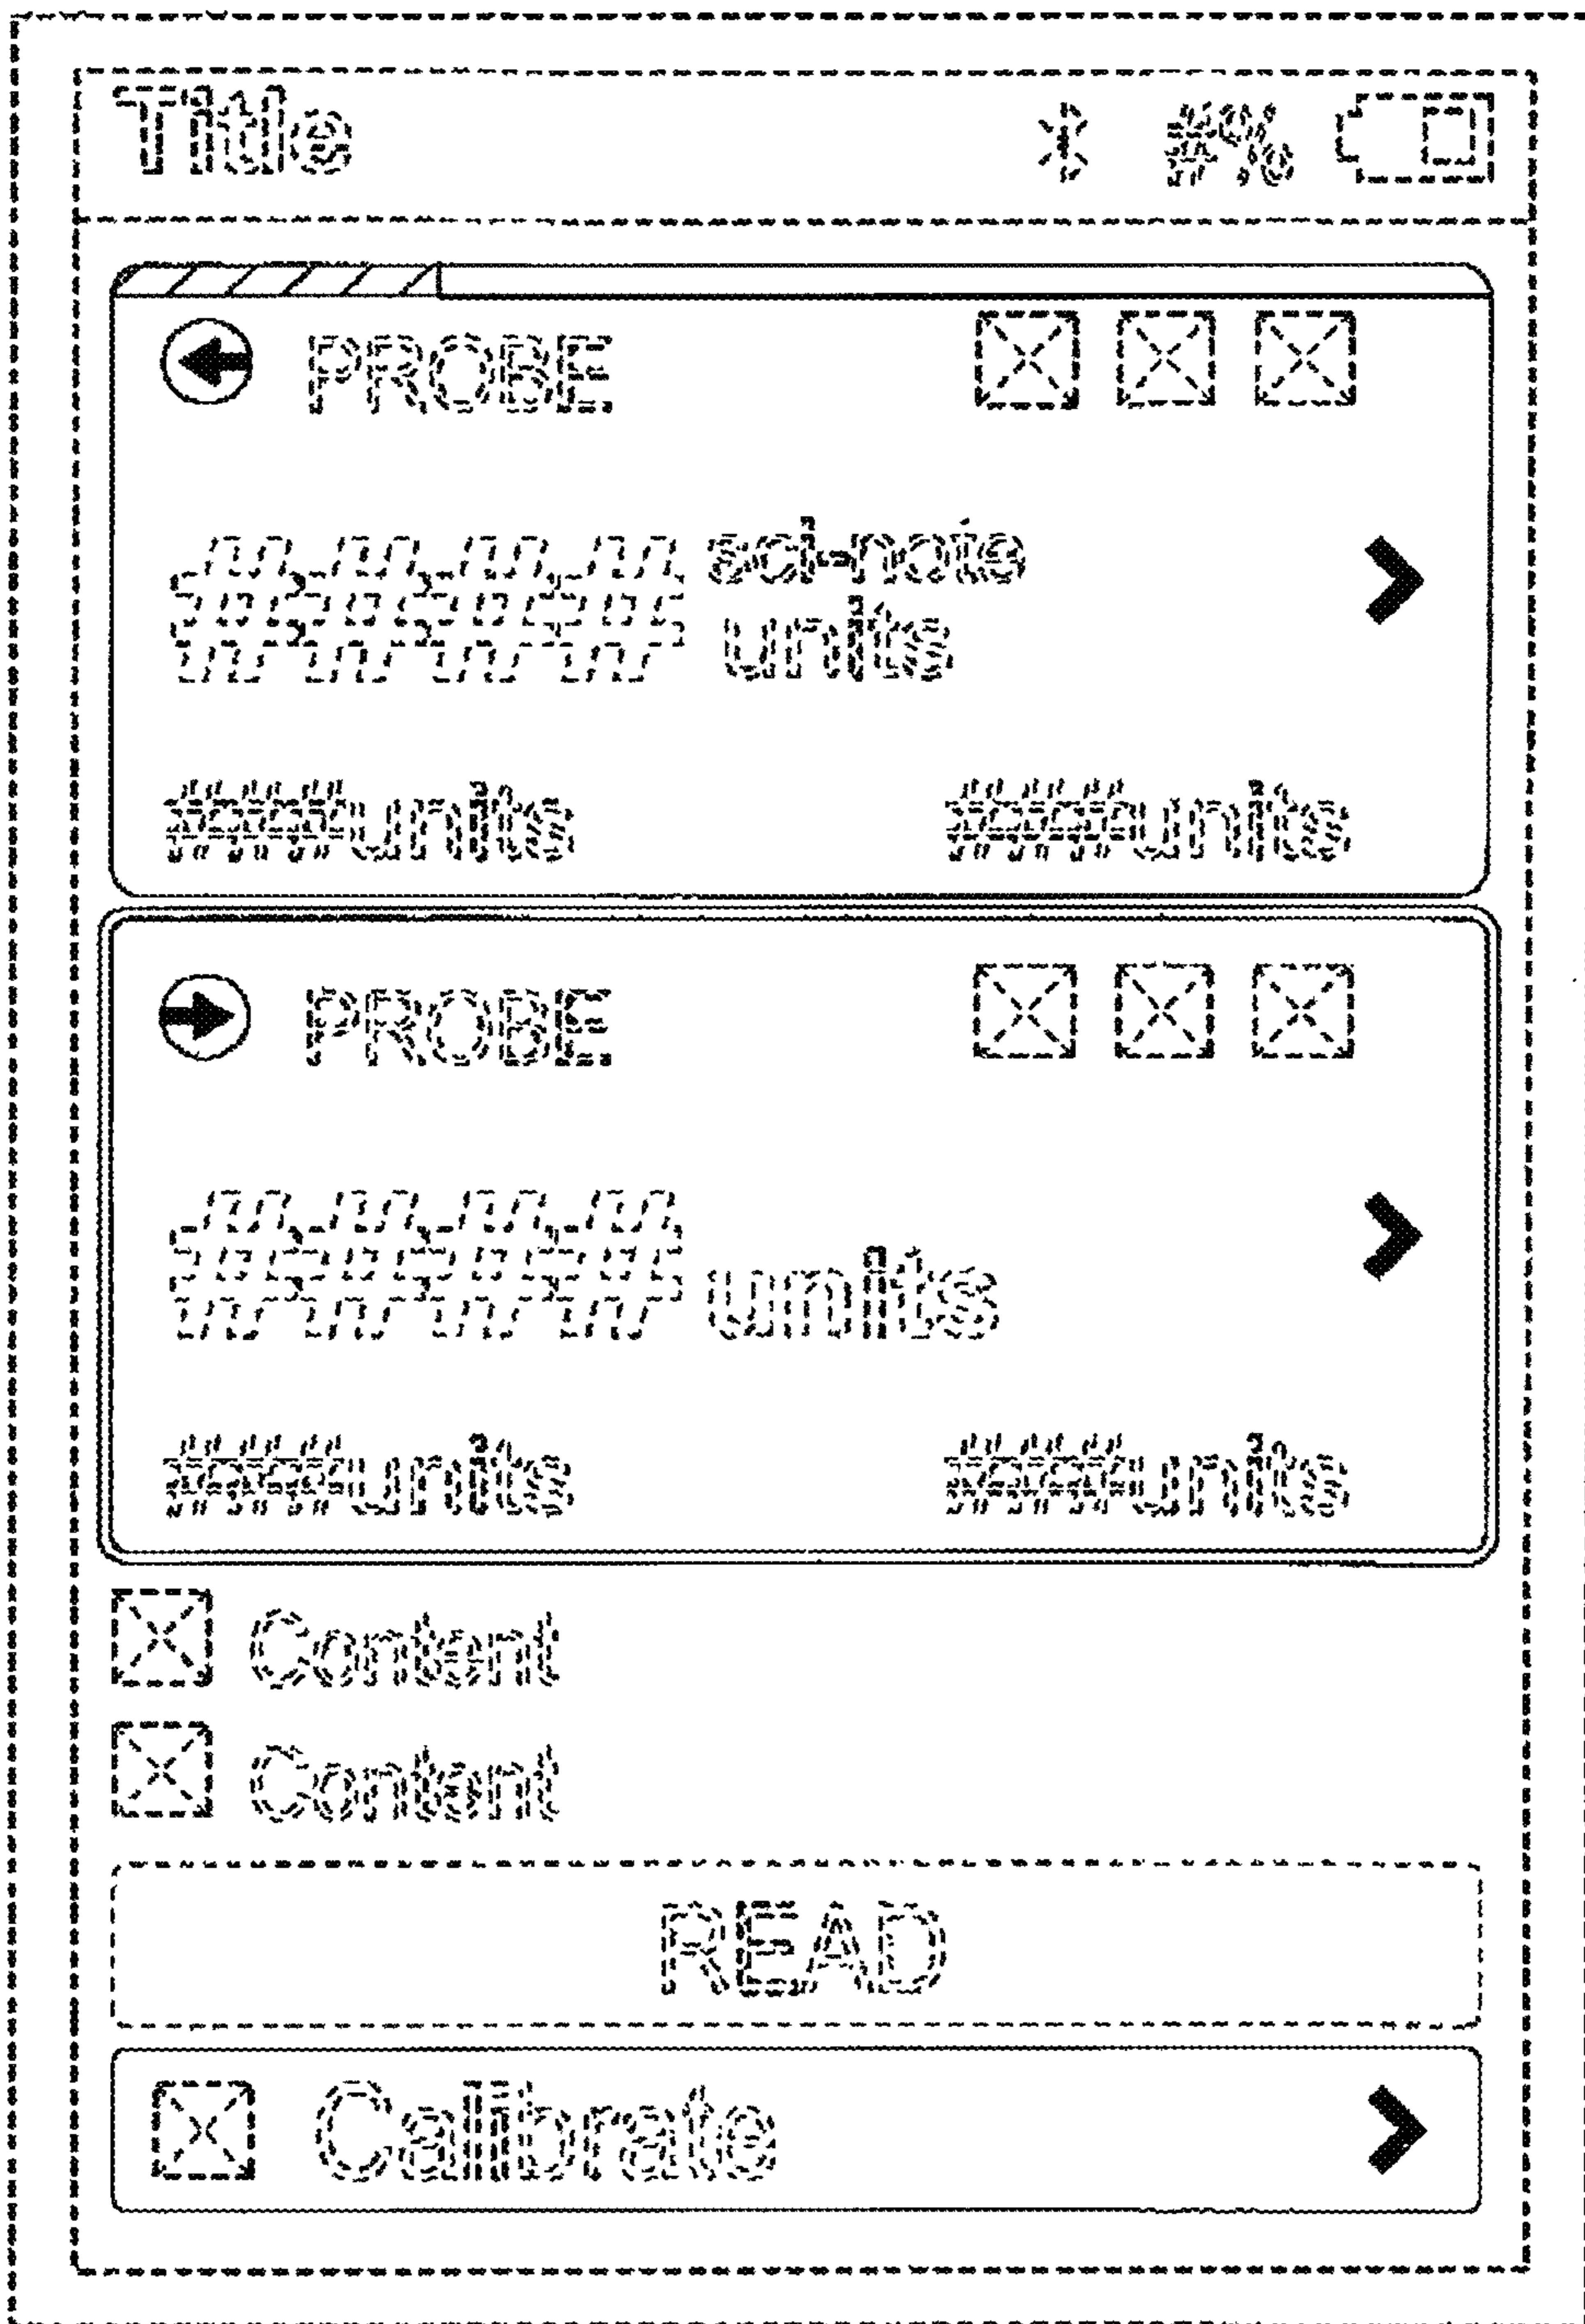 Title #%
PROBE
#### sci-note
units
####units ####units
PROBE
#### units
####units ####units
Content
Content
READ
Calibrate